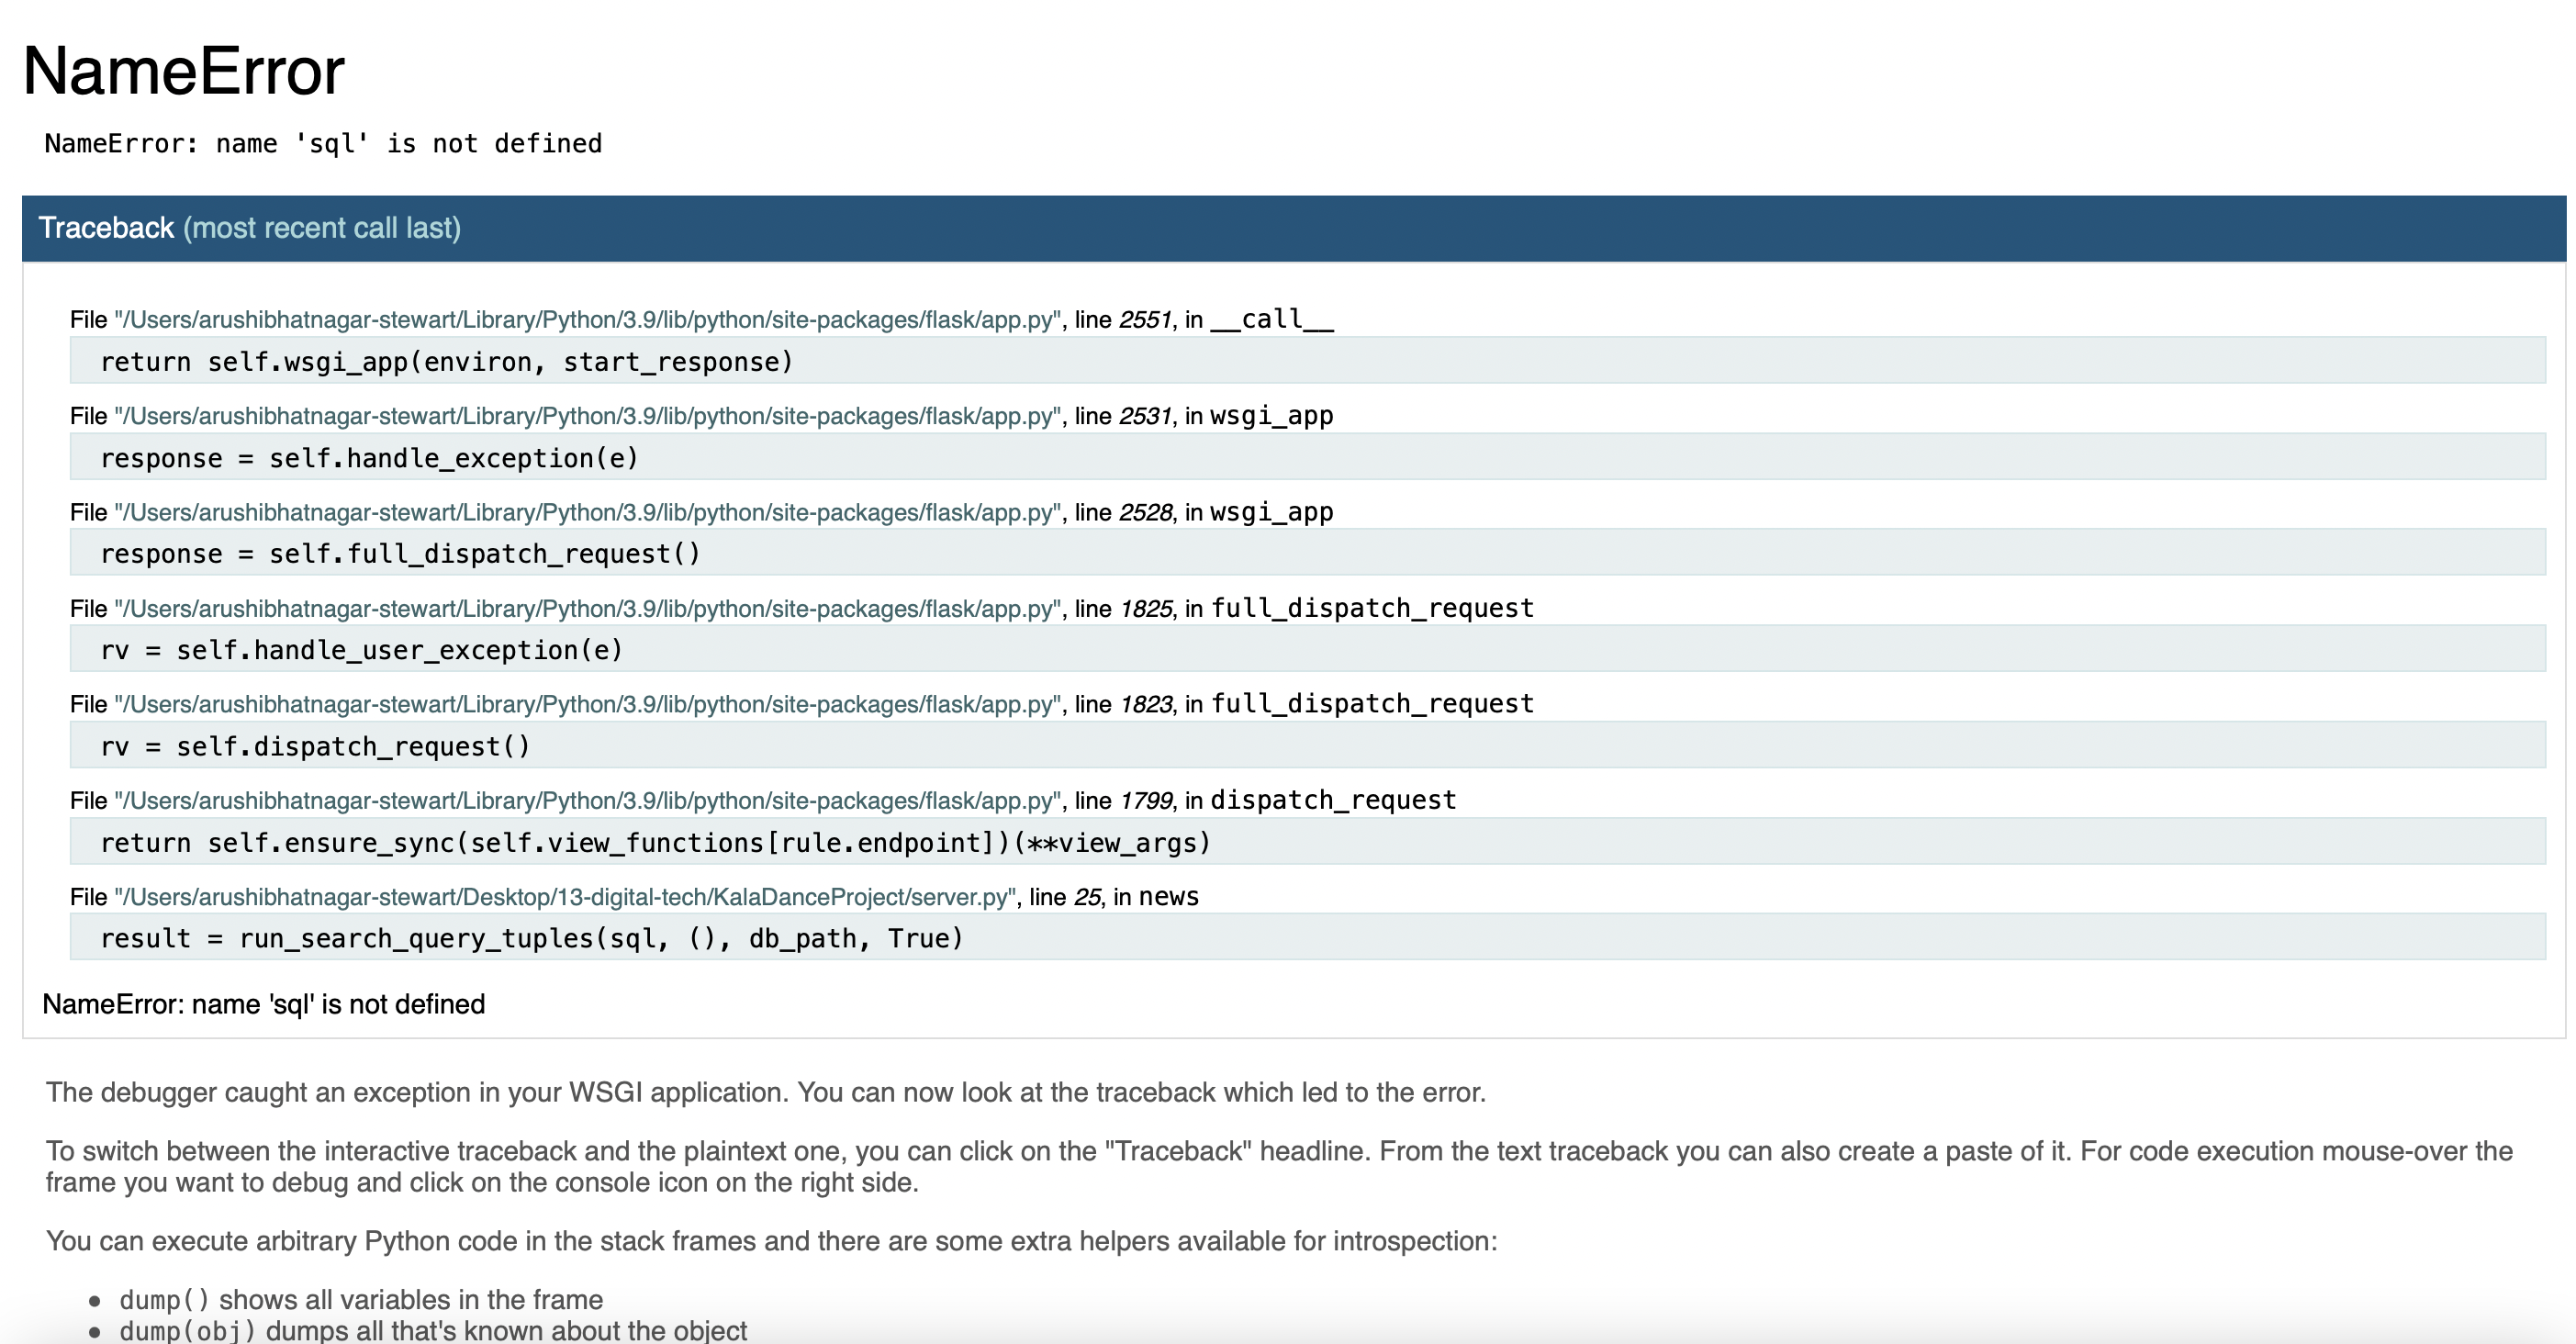 NameError
NameError: name 'sql' is not defined
Traceback (most recent call last)
File "/Users/arushibhatnagar-stewart/Library/Python/3.9/lib/python/site-packages/flask/app.py", line 2551, in __call__
return self.wsgi_app(environ, start_response)
File "/Users/arushibhatnagar-stewart/Library/Python/3.9/lib/python/site-packages/flask/app.py", line 2531, in wsgi_app
response = self.handle_exception(e)
File "/Users/arushibhatnagar-stewart/Library/Python/3.9/lib/python/site-packages/flask/app.py", line 2528, in wsgi_app
response = self.full_dispatch_request()
File "/Users/arushibhatnagar-stewart/Library/Python/3.9/lib/python/site-packages/flask/app.py", line 1825, in full_dispatch_request
rv = self.handle_user_exception(e)
File "/Users/arushibhatnagar-stewart/Library/Python/3.9/lib/python/site-packages/flask/app.py", line 1823, in full_dispatch_request
rv = self.dispatch_request()
File "/Users/arushibhatnagar-stewart/Library/Python/3.9/lib/python/site-packages/flask/app.py", line 1799, in dispatch_request
return self.ensure_sync(self.view_functions[rule.endpoint])(**view_args)
File "/Users/arushibhatnagar-stewart/Desktop/13-digital-tech/KalaDanceProject/server.py", line 25, in news
result = run_search_query_tuples(sql, (), db_path, True)
NameError: name 'sql' is not defined
The debugger caught an exception in your WSGI application. You can now look at the traceback which led to the error.
To switch between the interactive traceback and the plaintext one, you can click on the "Traceback" headline. From the text traceback you can also create a paste of it. For code execution mouse-over the
frame you want to debug and click on the console icon on the right side.
You can execute arbitrary Python code in the stack frames and there are some extra helpers available for introspection:
• dump() shows all variables in the frame
• dump(obj) dumps all that's known about the object